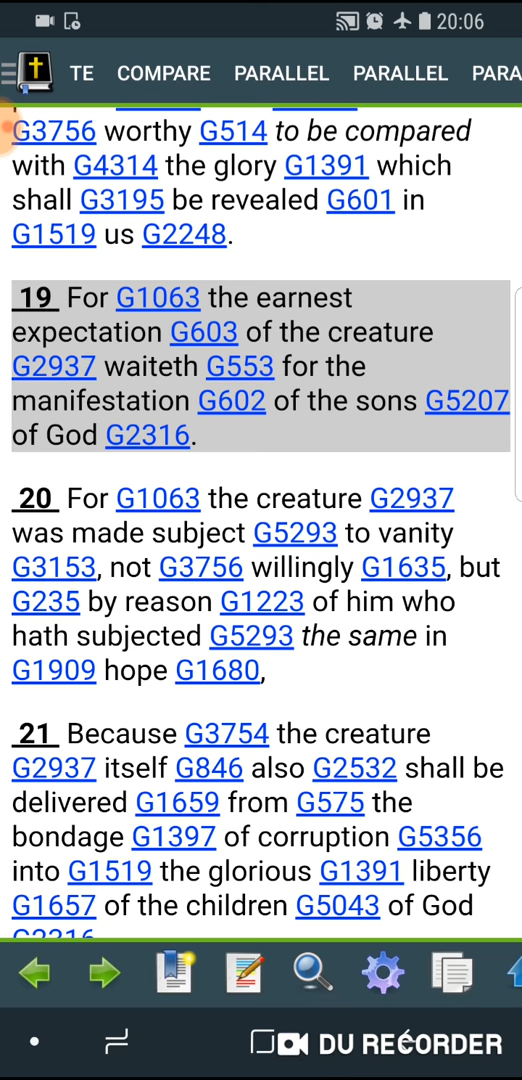 20:06
TE COMPARE PARALLEL PARALLEL PARA
G3756 worthy G514 to be compared
with G4314 the glory G1391 which
shall G3195 be revealed G601 in
G1519 us G2248.
19 For G1063 the earnest
expectation G603 of the creature
G2937 waiteth G553 for the
manifestation G602 of the sons G5207
of God G2316.
20 For G1063 the creature G2937
was made subject G5293 to vanity
G3153, not G3756 willingly G1635, but
G235 by reason G1223 of him who
hath subjected G5293 the same in
G1909 hope G1680,
21 Because G3754 the creature
G2937 itself G846 also G2532 shall be
delivered G1659 from G575 the
bondage G1397 of corruption G5356
into G1519 the glorious G1391 liberty
G1657 of the children G5043 of God
G2316
DU RECORDER